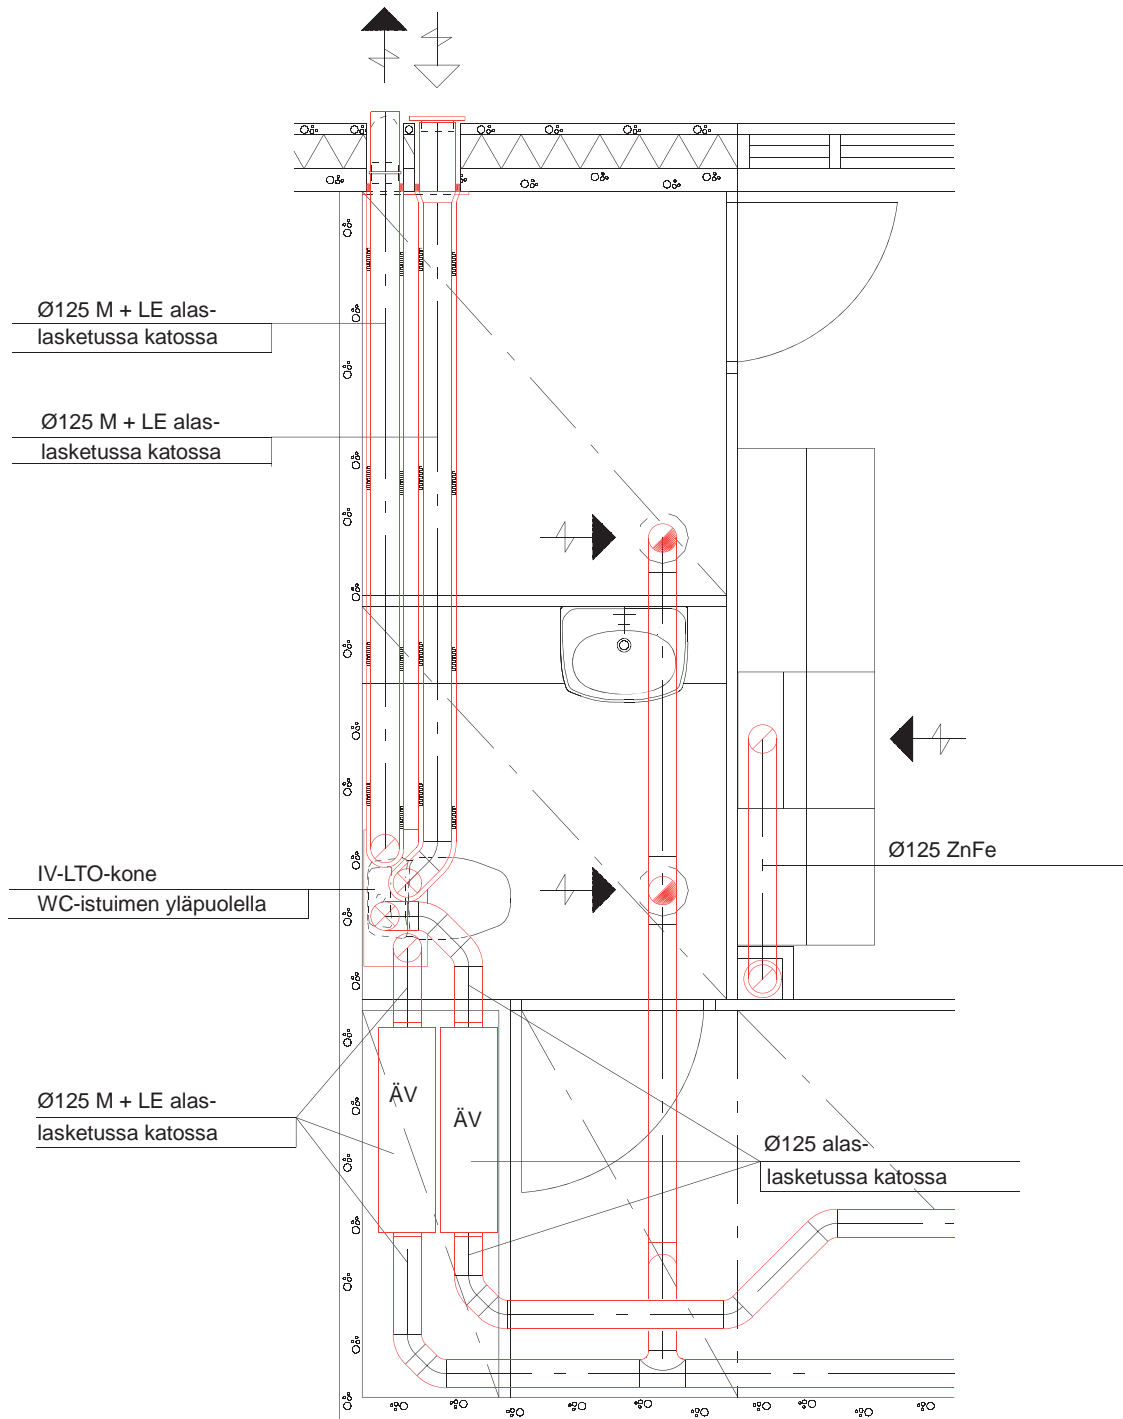 Ø125 M + LE alas-
lasketussa katossa
Ø125 M + LE alas-
lasketussa katossa
Ø125 ZnFe
IV-LTO-kone
WC-istuimen yläpuolella
ÄV
ÄV
Ø125 M + LE alas-
lasketussa katossa
Ø125 alas-
lasketussa katossa